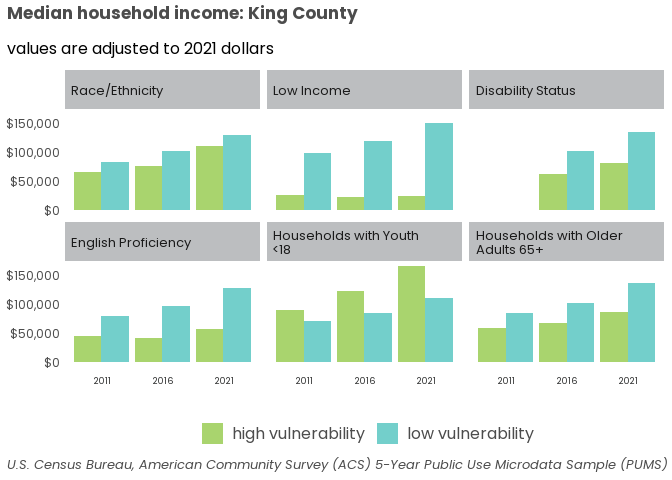 Median household income: King County
values are adjusted to 2021 dollars
Race/Ethnicity
Low Income
Disability Status
$150,000
$100,000
$50,000
$0
English Proficiency
Households with Youth
<18
Households with Older
Adults 65+
$150,000
$100,000
$50,000
$0
2011 2016 2021 2011 2016 2021 2011 2016 2021
high vulnerability low vulnerability
U.S. Census Bureau, American Community Survey (ACS) 5-Year Public Use Microdata Sample (PUMS)